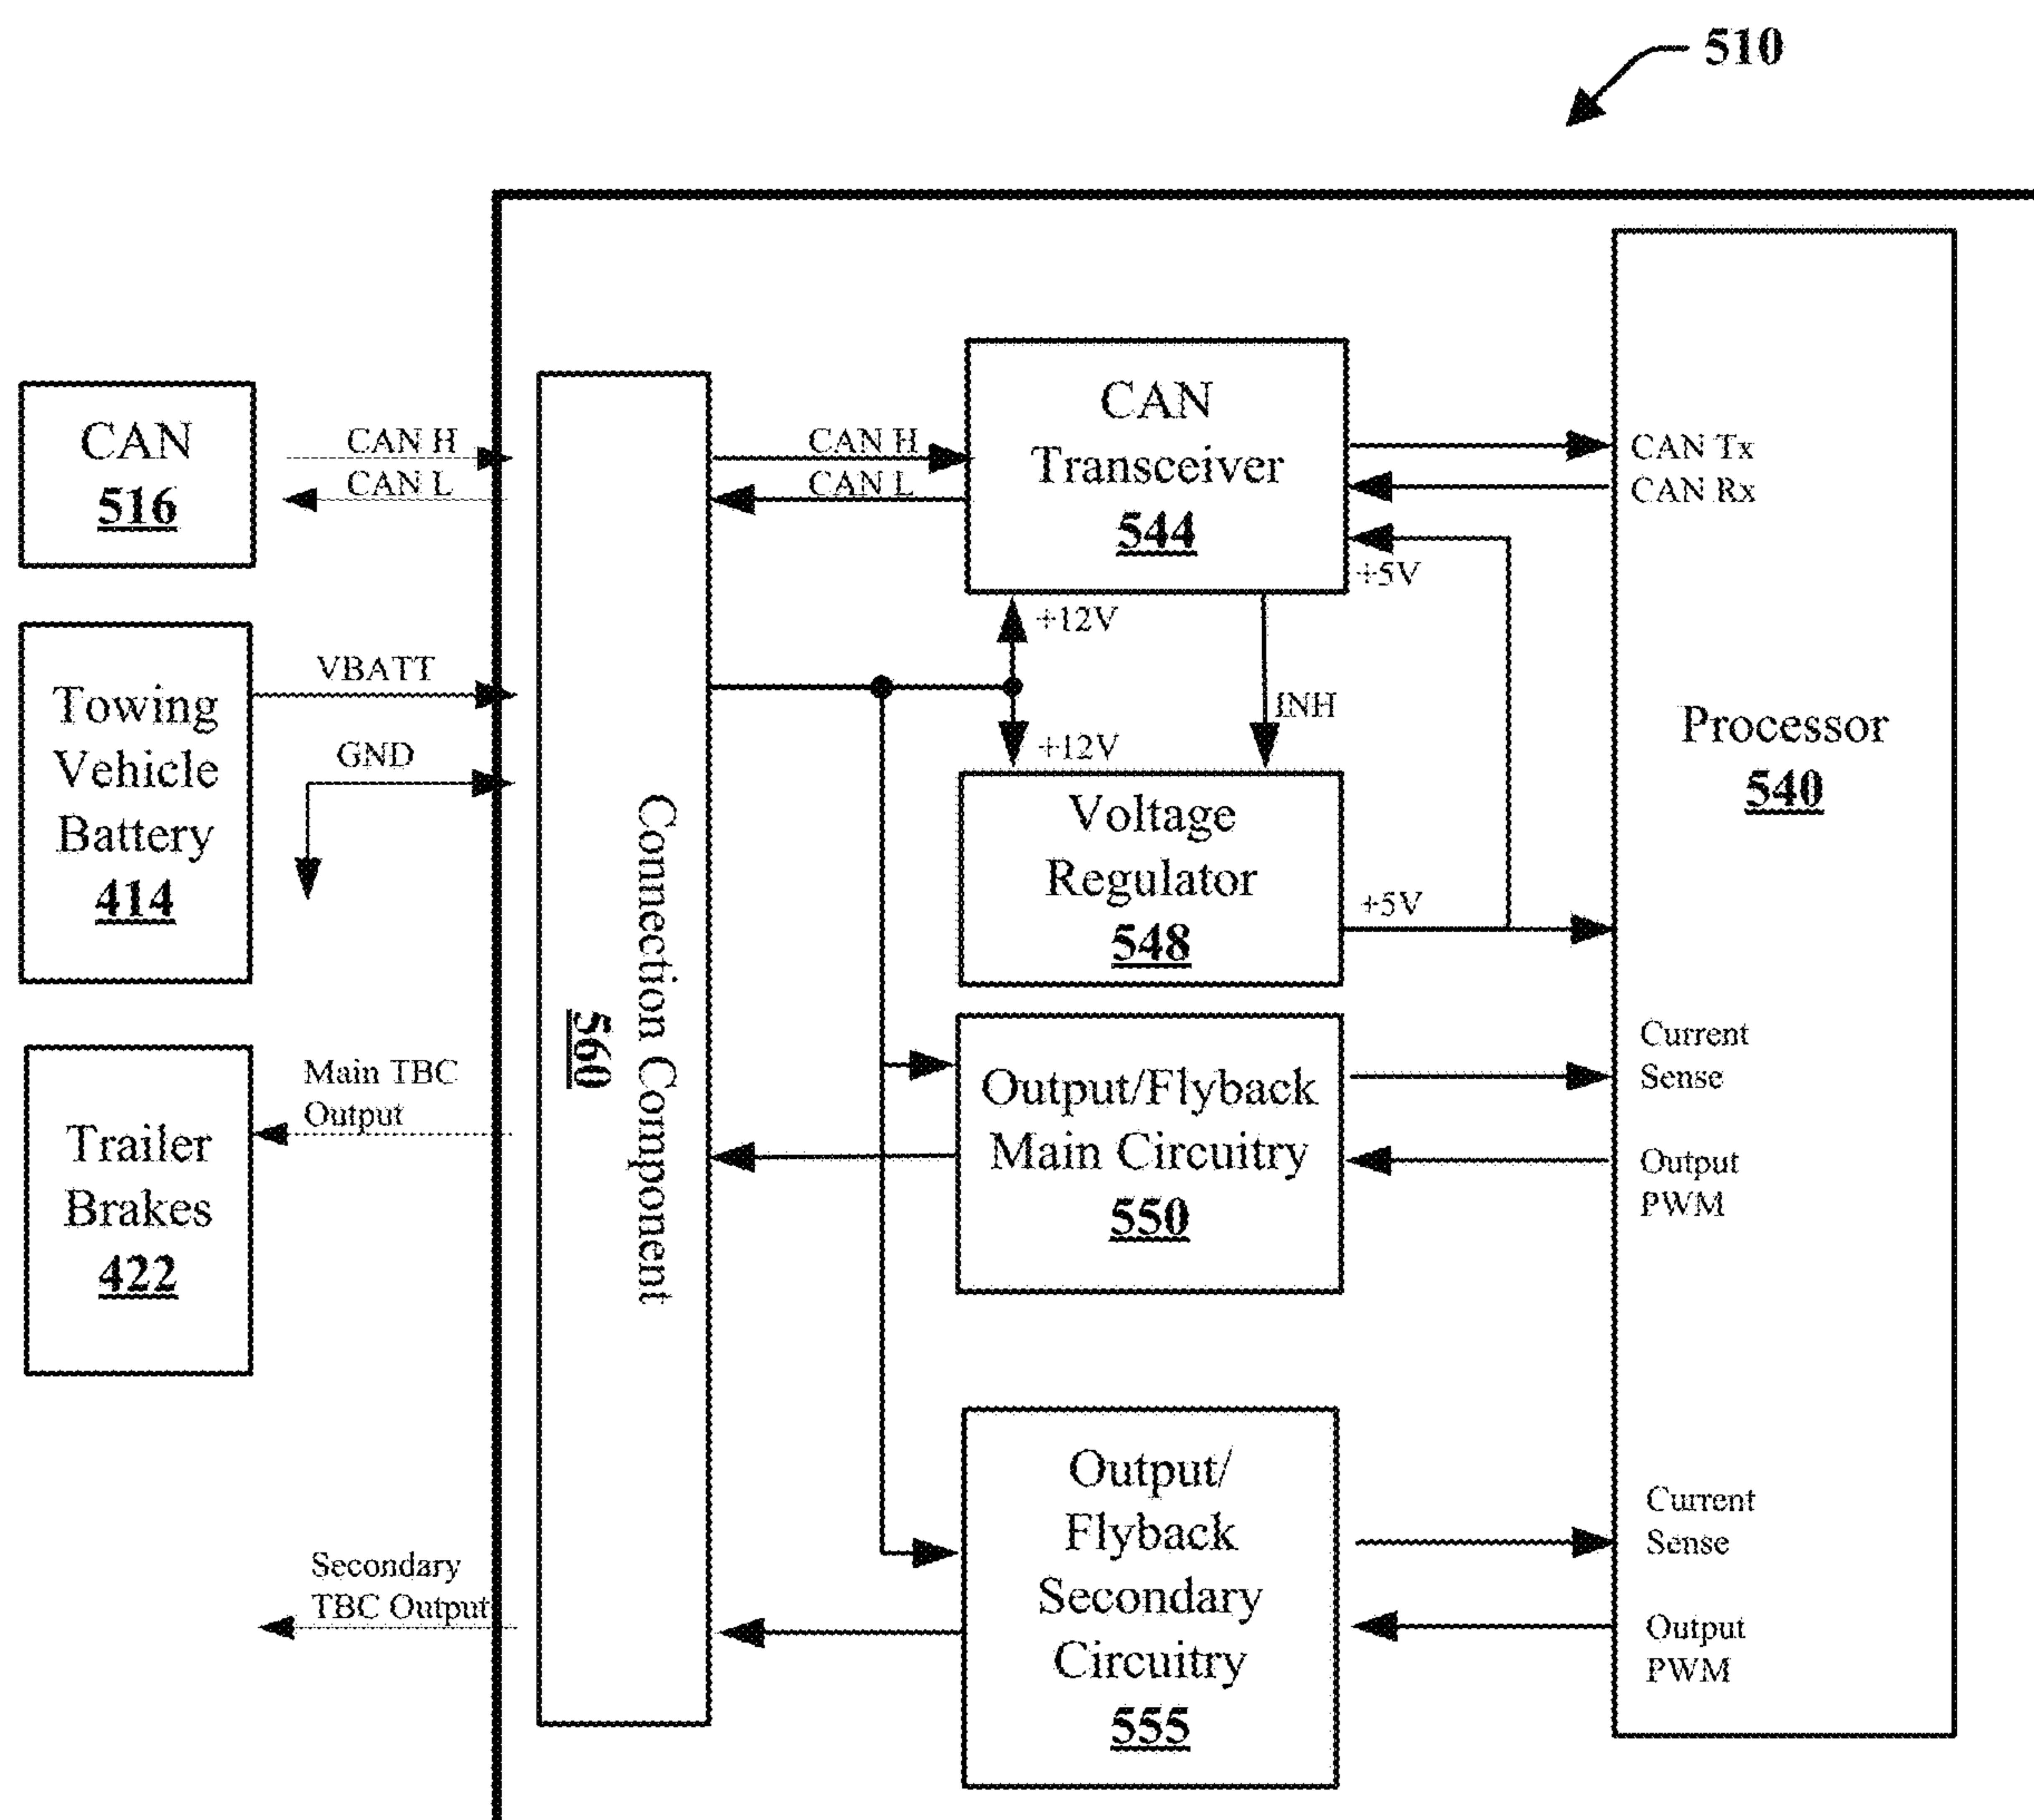 510
CAN
516
CAN H
CAN L
CAN H
CAN L
CAN
Transceiver
544
CAN Tx
CAN Rx
+5V
+12V
INH
+12V
Towing
Vehicle
Battery
414
VBATT
GND
Voltage
Regulator
548
+5V
Processor
540
Connection Component
560
Trailer
Brakes
422
Main TBC
Output
Output/Flyback
Main Circuitry
550
Current
Sense
Output
PWM
Secondary
TBC Output
Output/
Flyback
Secondary
Circuitry
555
Current
Sense
Output
PWM